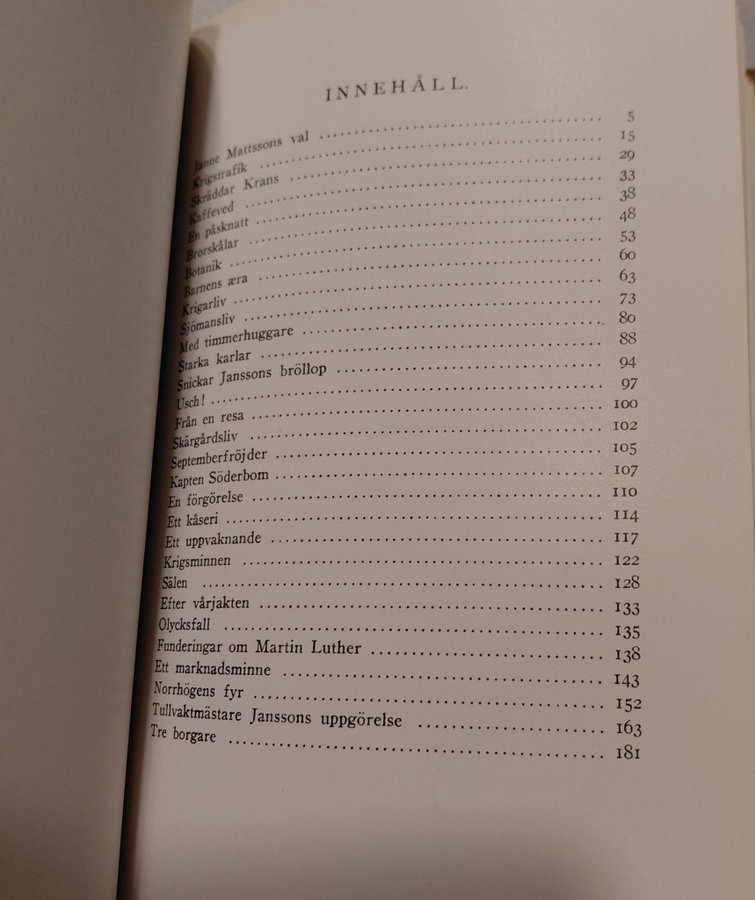 INNEHÅLL.
Janne Mattssons val 5
Krigstrafik 15
Skräddar Krans 29
Kaffeved 33
En påsknatt 38
Brorskålar 48
Botanik 53
Barnens æra 60
Krigarliv 63
Sjömansliv 73
Med timmerhuggare 80
Starka karlar 88
Snickar Janssons bröllop 94
Usch! 97
Från en resa 100
Skärgårdsliv 102
Septemberfröjder 105
Kapten Söderbom 107
En förgörelse 110
Ett kåseri 114
Ett uppvaknande 117
Krigsminnen 122
Sälen 128
Efter vårjakten 133
Olycksfall 135
Funderingar om Martin Luther 138
Ett marknadsminne 143
Norrhögens fyr 152
Tullvaktmästare Janssons uppgörelse 163
Tre borgare 181